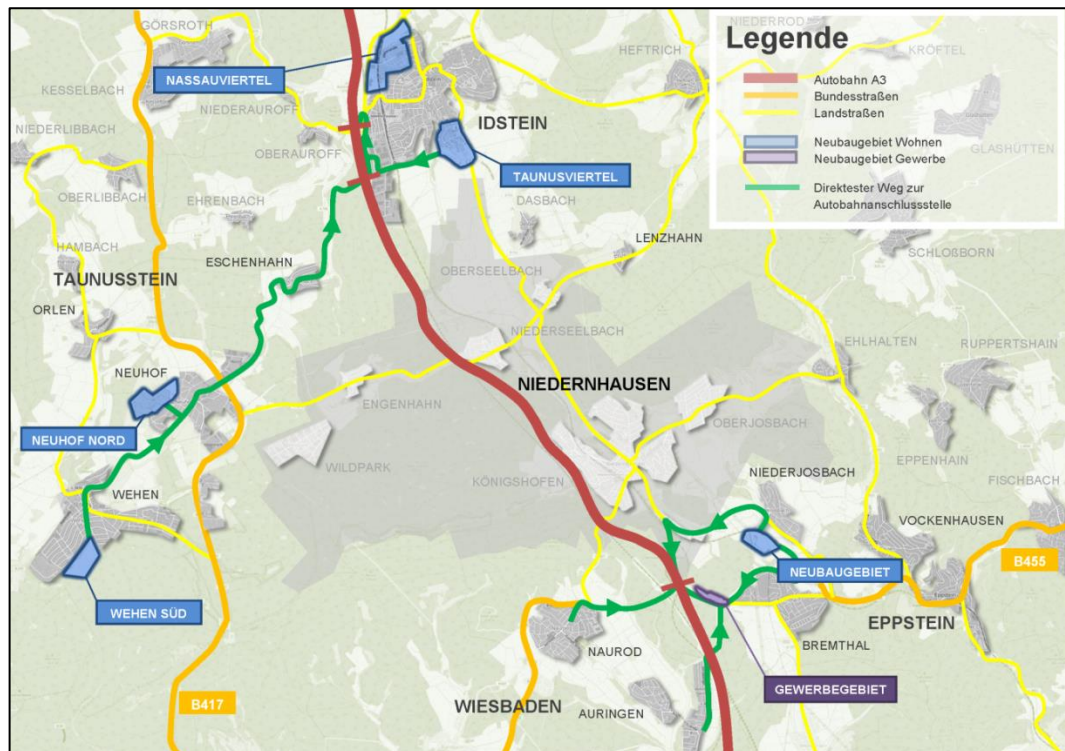 GÖRSROTH
NASSAUVIERTEL
KESSELBACH
NIEDERAUROFF
NIEDERLIBBACH
OBERAUROFF
IDSTEIN
HEFTRICH
NIEDERROD
KRÖFTEL
GLASHÜTTEN
Legende
Autobahn A3
Bundesstraßen
Landstraßen
Neubaugebiet Wohnen
Neubaugebiet Gewerbe
Direktester Weg zur
Autobahnanschlussstelle
TAUNUSVIERTEL
OBERLIBBACH
EHRENBACH
DASBACH
LENZHAHN
SCHLOßBORN
HAMBACH
ESCHENHAHN
OBERSEELBACH
TAUNUSSTEIN
ORLEN
NIEDERSEELBACH
EHLHALTEN
RUPPERTSHAIN
NEUHOF
NIEDERNHAUSEN
ENGENHAHN
OBERJOSBACH
NEUHOF NORD
WILDPARK
KÖNIGSHOFEN
NIEDERJOSBACH
EPPENHAIN
FISCHBACH
WEHEN
VOCKENHAUSEN
B455
NEUBAUGEBIET
WEHEN SÜD
EPPSTEIN
NAUROD
BREMTHAL
GEWERBEGEBIET
WIESBADEN
AURINGEN
B417